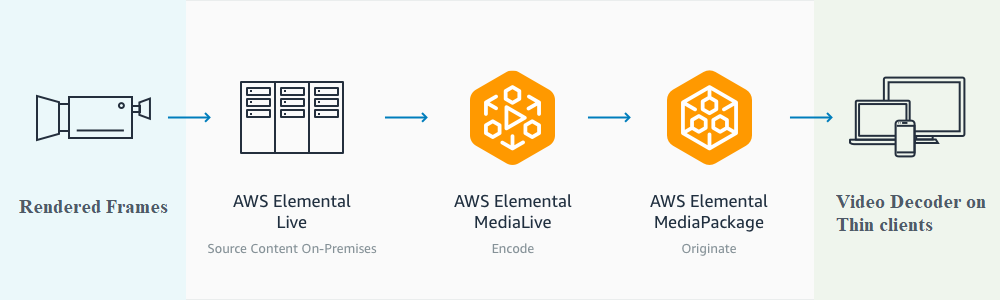 Rendered Frames
AWS Elemental
Live
Source Content On-Premises
AWS Elemental
MediaLive
Encode
AWS Elemental
MediaPackage
Originate
Video Decoder on
Thin clients